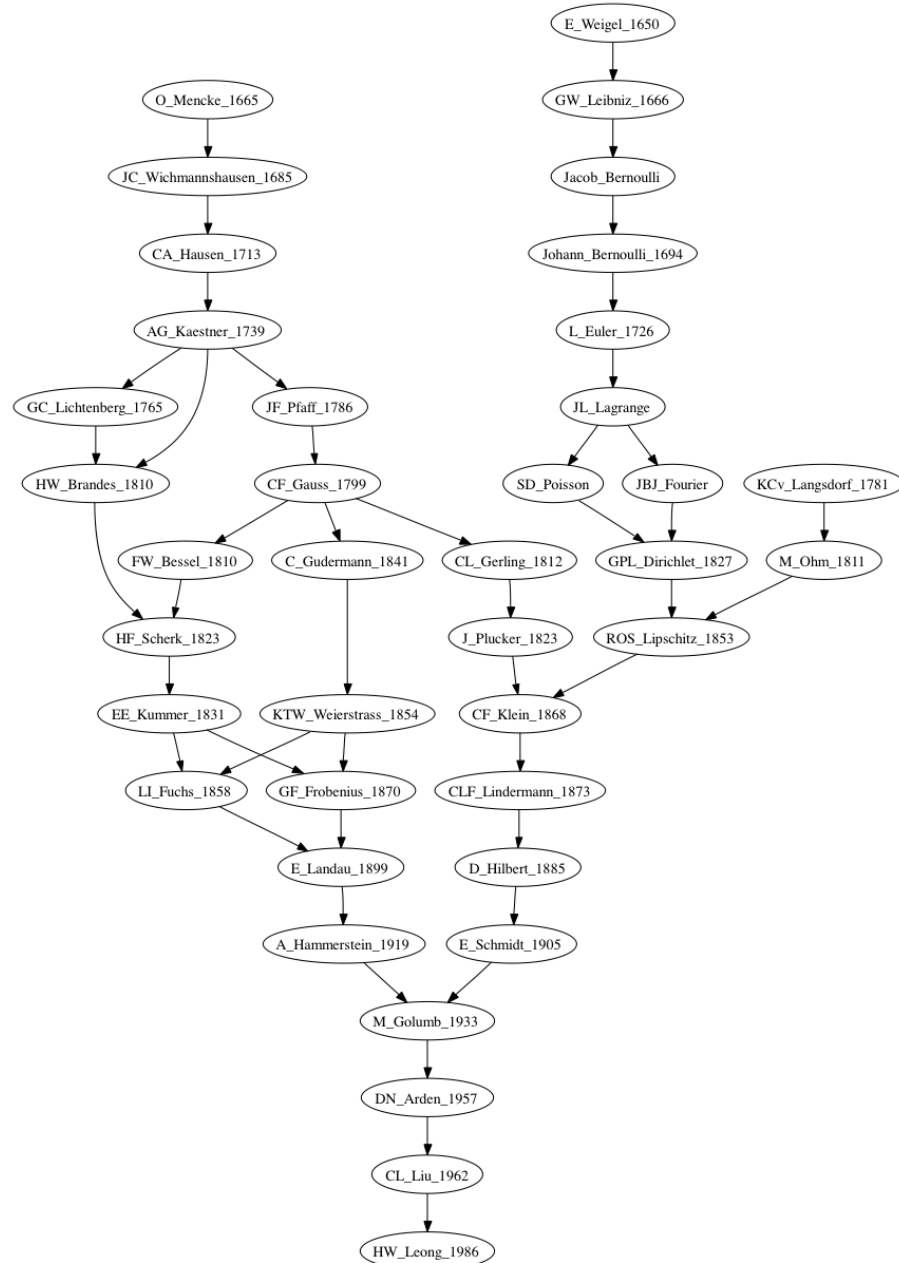 E_Weigel_1650
O_Mencke_1665
GW_Leibniz_1666
JC_Wichmannshausen_1685
Jacob_Bernoulli
CA_Hausen_1713
Johann_Bernoulli_1694
AG_Kaestner_1739
L_Euler_1726
GC_Lichtenberg_1765
JF_Pfaff_1786
JL_Lagrange
HW_Brandes_1810
CF_Gauss_1799
SD_Poisson
JBJ_Fourier
KCv_Langsdorf_1781
FW_Bessel_1810
C_Gudermann_1841
CL_Gerling_1812
GPL_Dirichlet_1827
M_Ohm_1811
HF_Scherk_1823
J_Plucker_1823
ROS_Lipschitz_1853
EE_Kummer_1831
KTW_Weierstrass_1854
CF_Klein_1868
LI_Fuchs_1858
GF_Frobenius_1870
CLF_Lindermann_1873
E_Landau_1899
D_Hilbert_1885
A_Hammerstein_1919
E_Schmidt_1905
M_Golumb_1933
DN_Arden_1957
CL_Liu_1962
HW_Leong_1986